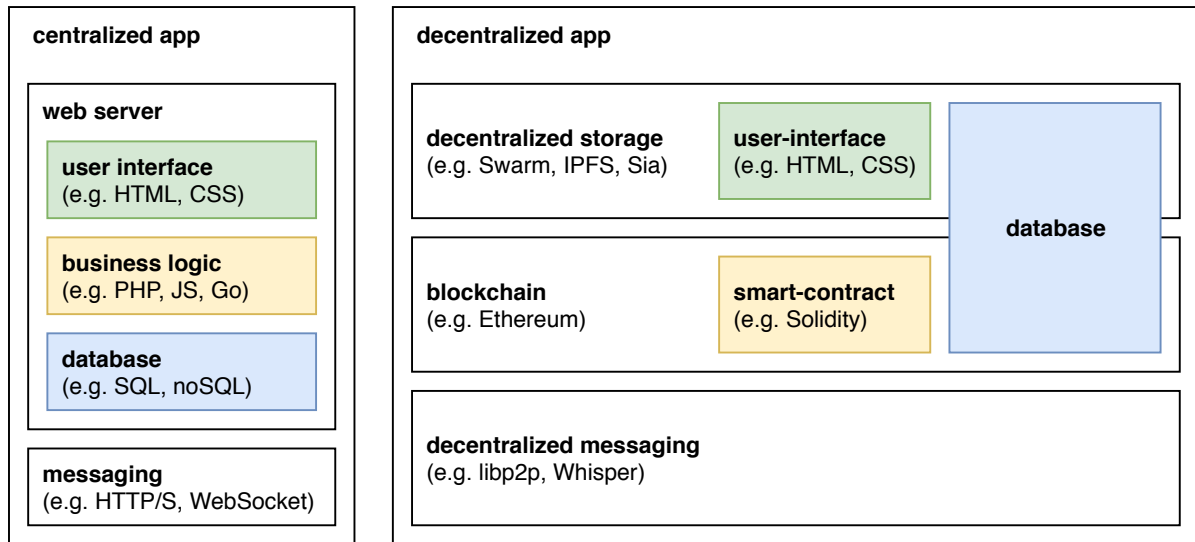 centralized app
web server
user interface
(e.g. HTML, CSS)
business logic
(e.g. PHP, JS, Go)
database
(e.g. SQL, noSQL)
messaging
(e.g. HTTP/S, WebSocket)
decentralized app
decentralized storage
(e.g. Swarm, IPFS, Sia)
user-interface
(e.g. HTML, CSS)
database
blockchain
(e.g. Ethereum)
smart-contract
(e.g. Solidity)
decentralized messaging
(e.g. libp2p, Whisper)